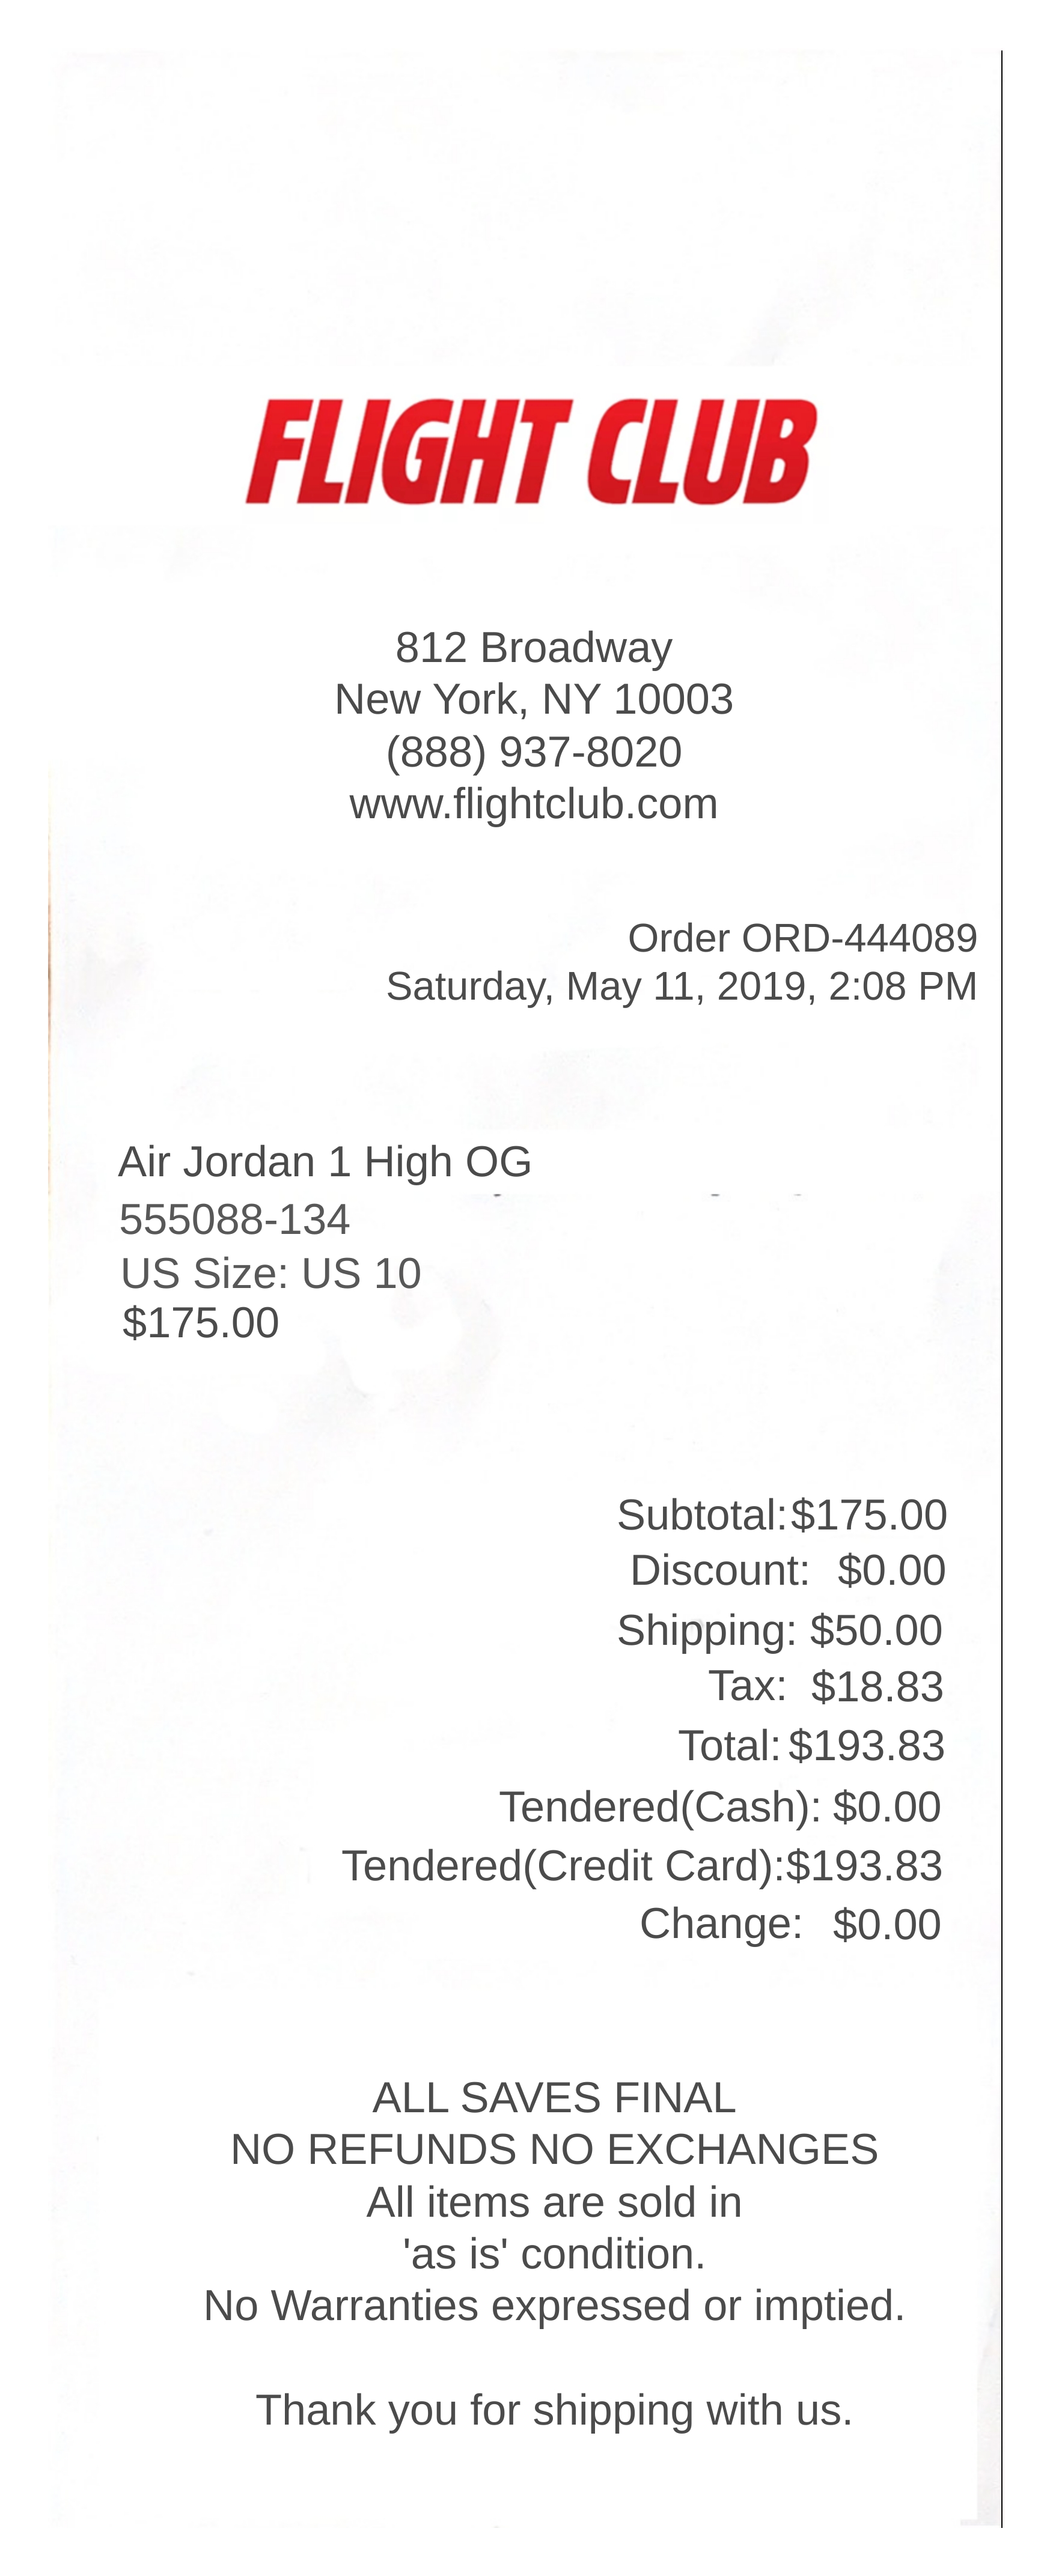 FLIGHT CLUB
812 Broadway
New York, NY 10003
(888) 937-8020
www.flightclub.com
Order ORD-444089
Saturday, May 11, 2019, 2:08 PM
Air Jordan 1 High OG
555088-134
US Size: US 10
$175.00
Subtotal: $175.00
Discount: $0.00
Shipping: $50.00
Tax: $18.83
Total: $193.83
Tendered(Cash): $0.00
Tendered(Credit Card): $193.83
Change: $0.00
ALL SAVES FINAL
NO REFUNDS NO EXCHANGES
All items are sold in
'as is' condition.
No Warranties expressed or imptied.
Thank you for shipping with us.